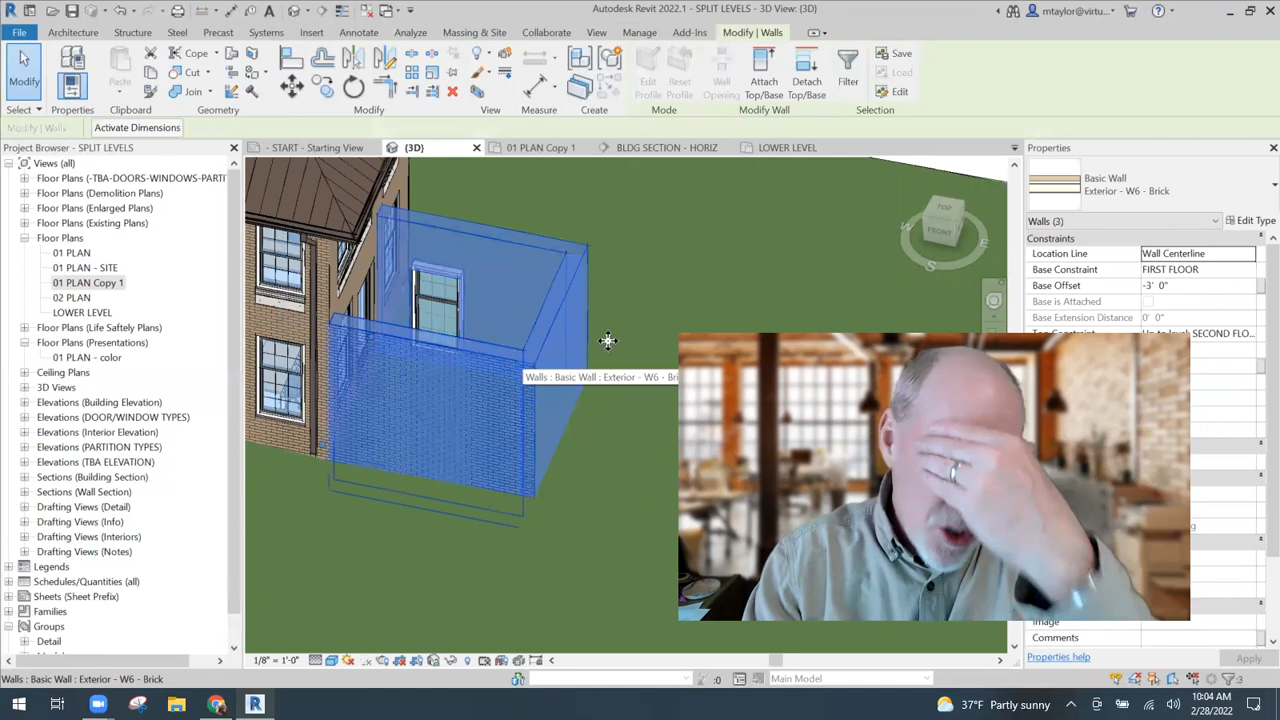 Autodesk Revit 2022.1 - SPLIT LEVELS - 3D View: {3D}
mtaylor@virtu...
File Architecture Structure Steel Precast Systems Insert Annotate Analyze Massing & Site Collaborate View Manage Add-Ins Modify | Walls
Modify
Paste
Cope
Cut
Join
Edit Profile
Reset Profile
Wall Opening
Attach Top/Base
Detach Top/Base
Filter
Save
Load
Edit
Select Properties Clipboard Geometry Modify View Measure Create Mode Modify Wall Selection
Modify | Walls Activate Dimensions
Project Browser - SPLIT LEVELS
- START - Starting View {3D} 01 PLAN Copy 1 BLDG SECTION - HORIZ LOWER LEVEL
Properties
Views (all)
Floor Plans (-TBA-DOORS-WINDOWS-PARTI
Floor Plans (Demolition Plans)
Floor Plans (Enlarged Plans)
Floor Plans (Existing Plans)
Floor Plans
01 PLAN
01 PLAN - SITE
01 PLAN Copy 1
02 PLAN
LOWER LEVEL
Floor Plans (Life Saftely Plans)
Floor Plans (Presentations)
01 PLAN - color
Ceiling Plans
3D Views
Elevations (Building Elevation)
Elevations (DOOR/WINDOW TYPES)
Elevations (Interior Elevation)
Elevations (PARTITION TYPES)
Elevations (TBA ELEVATION)
Sections (Building Section)
Sections (Wall Section)
Drafting Views (Detail)
Drafting Views (Info)
Drafting Views (Interiors)
Drafting Views (Notes)
Legends
Schedules/Quantities (all)
Sheets (Sheet Prefix)
Families
Groups
Detail
TOP
FRONT
W
S
E
Walls : Basic Wall : Exterior - W6 - Bri
Basic Wall
Exterior - W6 - Brick
Walls (3) Edit Type
Constraints
Location Line Wall Centerline
Base Constraint FIRST FLOOR
Base Offset -3' 0"
Base is Attached
Base Extension Distance 0' 0"
Up to level: SECOND FLO...
Image
Comments
Properties help Apply
1/8" = 1'-0"
Walls : Basic Wall : Exterior - W6 - Brick
:0
Main Model
:3
37°F Partly sunny
10:04 AM
2/28/2022